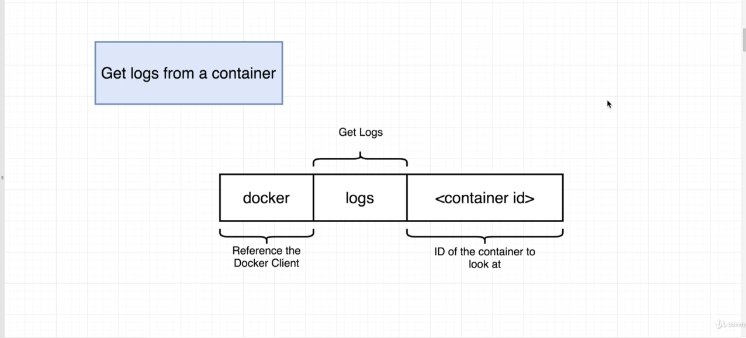 Get logs from a container
Get Logs
docker
logs
<container id>
Reference the
Docker Client
ID of the container to
look at